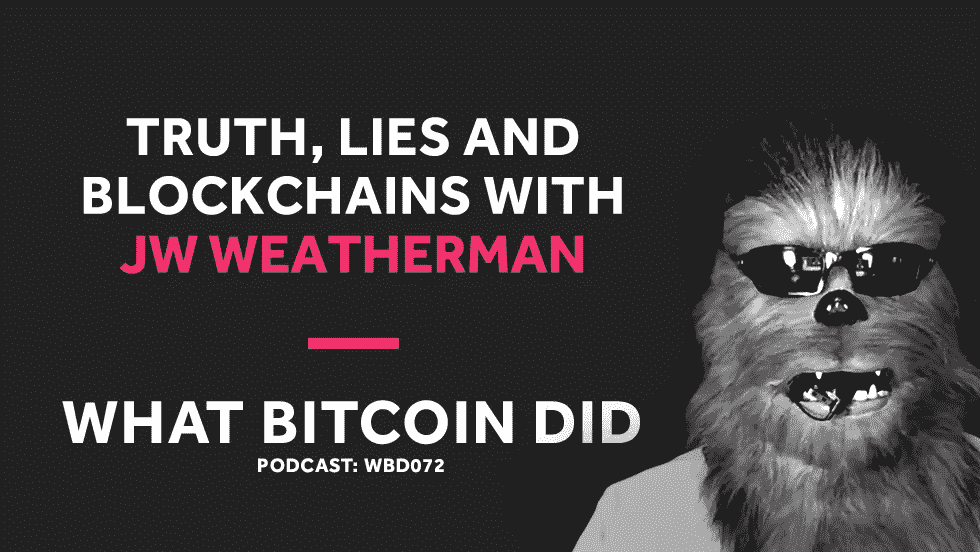 TRUTH, LIES AND
BLOCKCHAINS WITH
JW WEATHERMAN
WHAT BITCOIN DID
PODCAST: WBD072